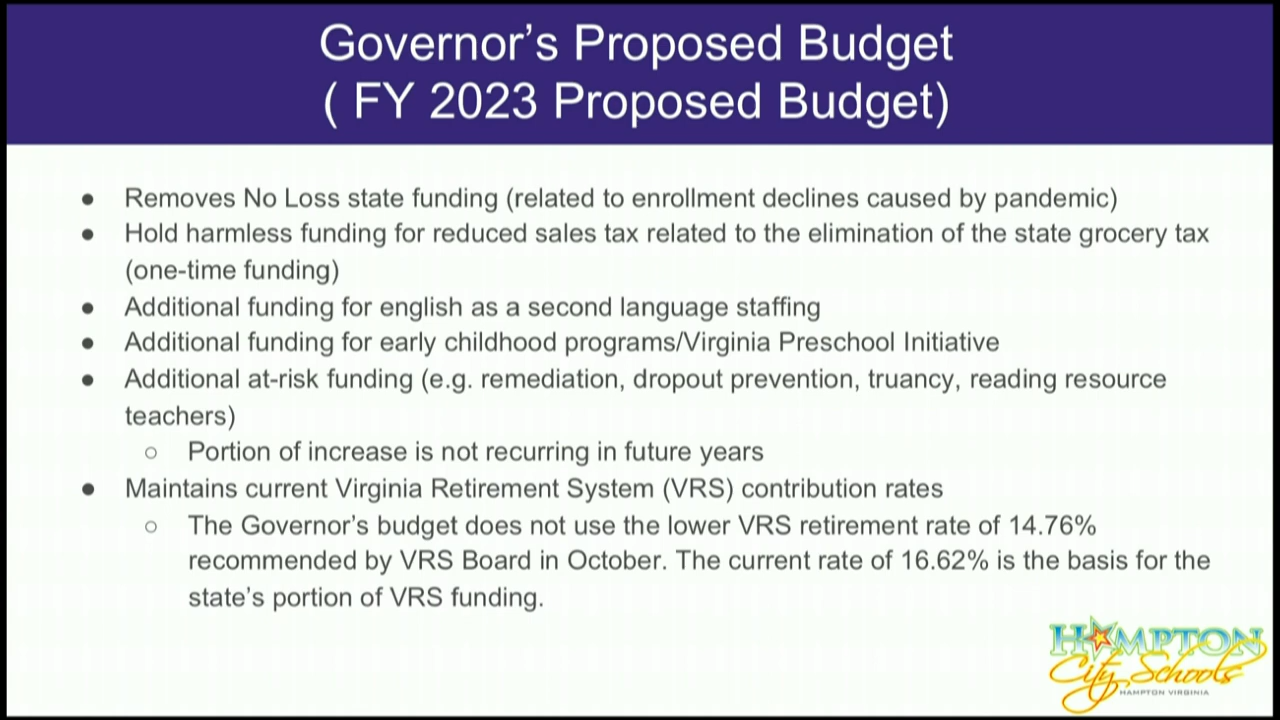 Governor's Proposed Budget
( FY 2023 Proposed Budget)
● Removes No Loss state funding (related to enrollment declines caused by pandemic)
● Hold harmless funding for reduced sales tax related to the elimination of the state grocery tax
(one-time funding)
● Additional funding for english as a second language staffing
● Additional funding for early childhood programs/Virginia Preschool Initiative
● Additional at-risk funding (e.g. remediation, dropout prevention, truancy, reading resource
teachers)
○ Portion of increase is not recurring in future years
● Maintains current Virginia Retirement System (VRS) contribution rates
○ The Governor's budget does not use the lower VRS retirement rate of 14.76%
recommended by VRS Board in October. The current rate of 16.62% is the basis for the
state's portion of VRS funding.
HAMPTON
City Schools
HAMPTON VIRGINIA